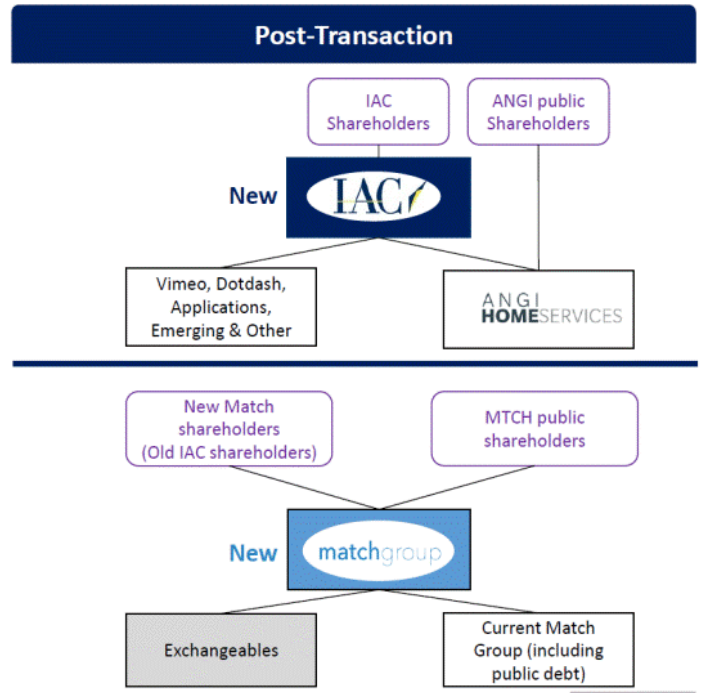 Post-Transaction
IAC
Shareholders
ANGI public
Shareholders
New
IAC
Vimeo, Dotdash,
Applications,
Emerging & Other
ANGI
HOMESERVICES
New Match
shareholders
(Old IAC shareholders)
MTCH public
shareholders
New
matchgroup
Exchangeables
Current Match
Group (including
public debt)